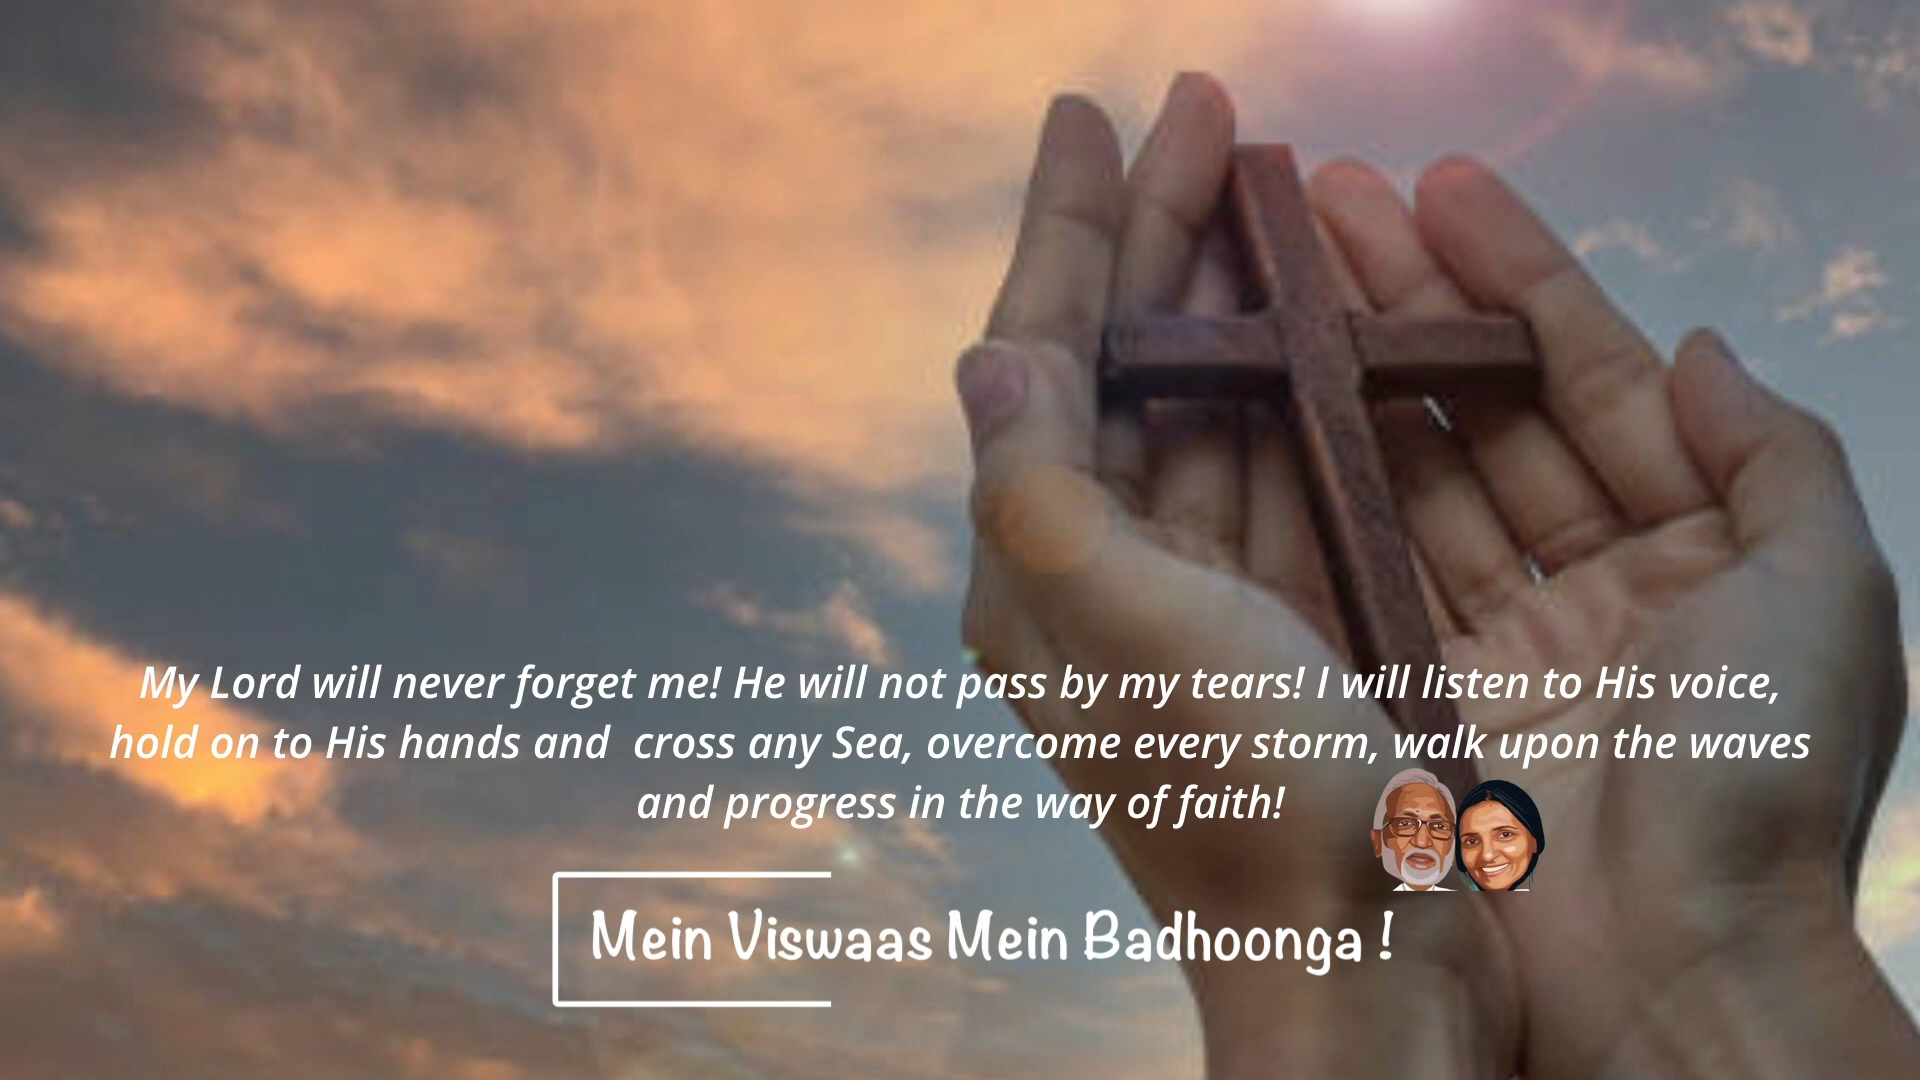 My Lord will never forget me! He will not pass by my tears! I will listen to His voice,
hold on to His hands and  cross any Sea, overcome every storm, walk upon the waves
and progress in the way of faith!
Mein Viswaas Mein Badhoonga !